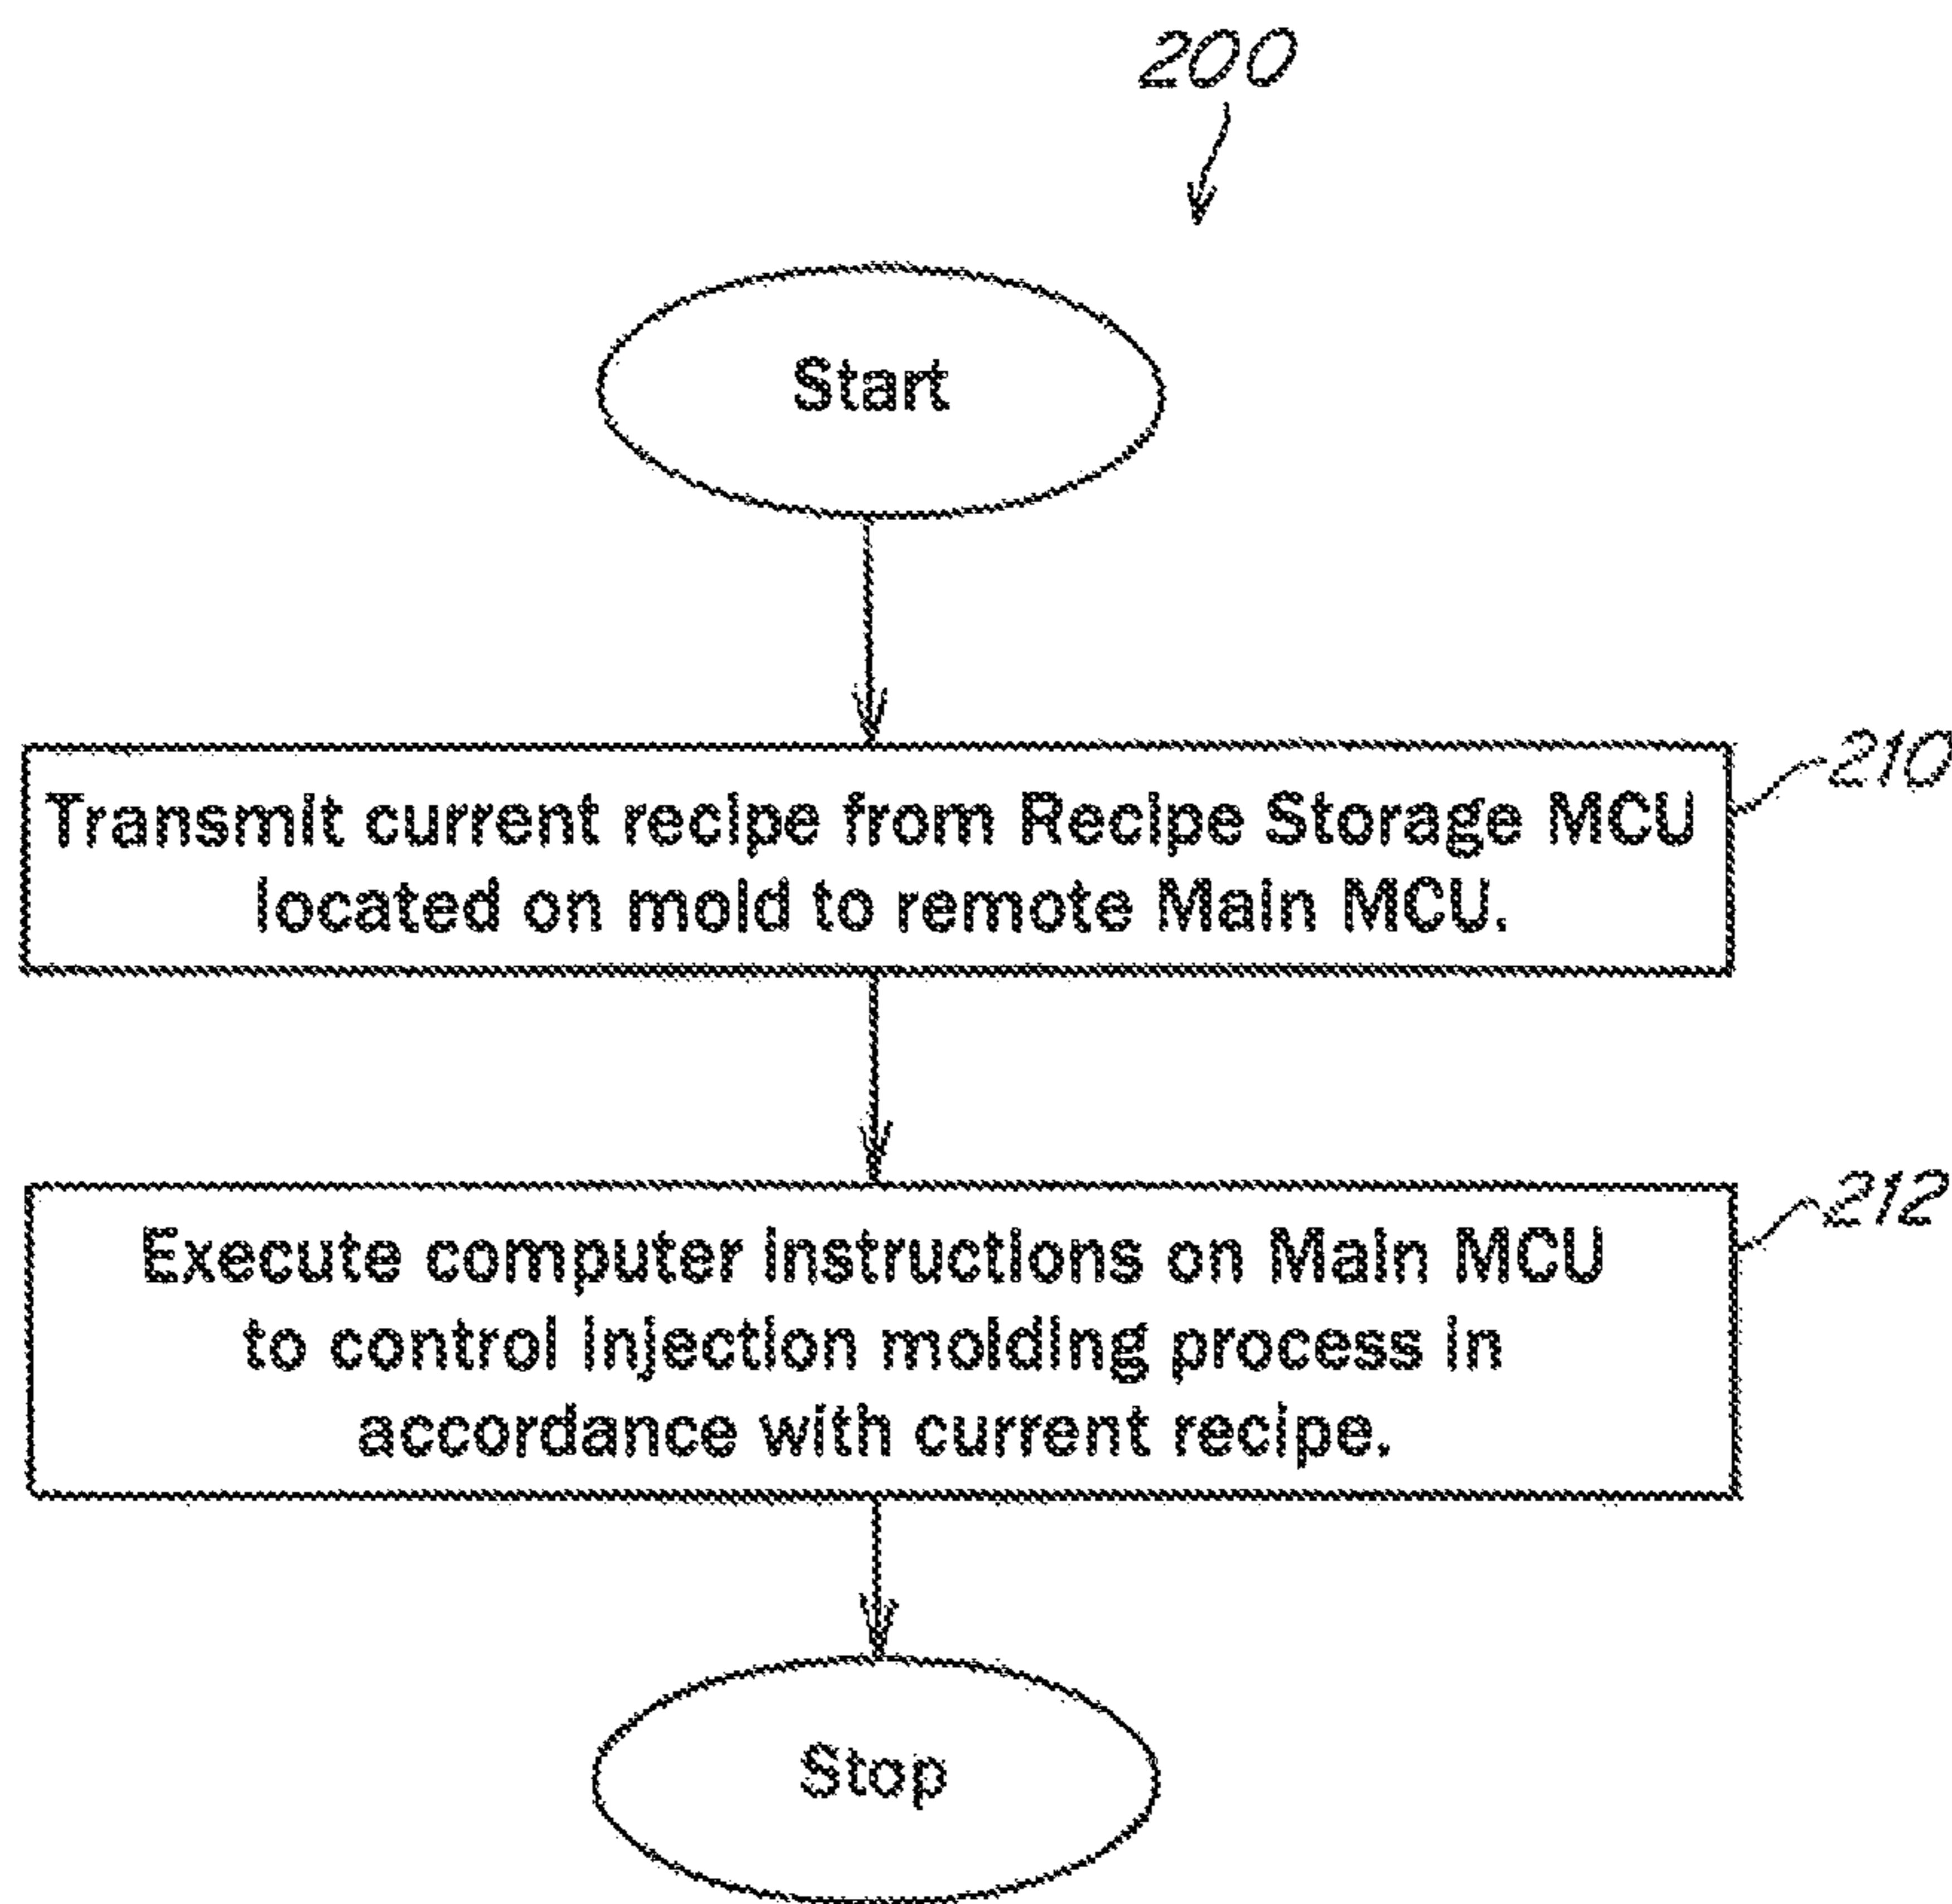 200
Start
Transmit current recipe from Recipe Storage MCU
located on mold to remote Main MCU.
210
Execute computer instructions on Main MCU
to control injection molding process in
accordance with current recipe.
212
Stop